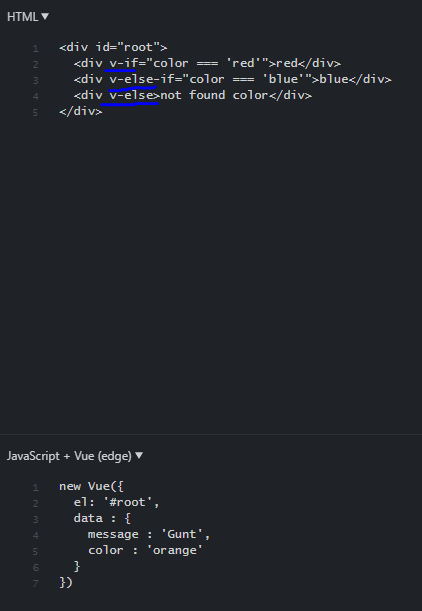 HTML▼
1 <div id="root">
2   <div v-if="color === 'red'">red</div>
3   <div v-else-if="color === 'blue'">blue</div>
4   <div v-else>not found color</div>
5 </div>
JavaScript + Vue (edge) ▼
1 new Vue({
2   el: '#root',
3   data : {
4     message : 'Gunt',
5     color : 'orange'
6   }
7 })